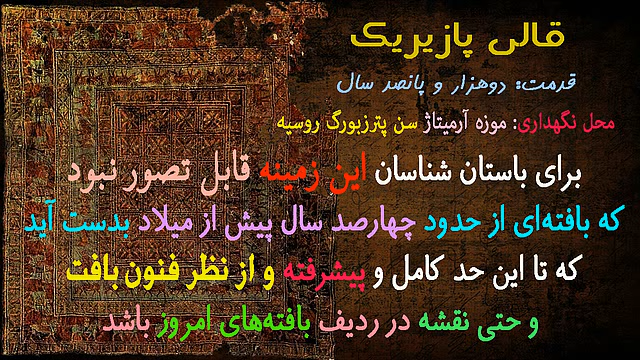 قالی پازیریک
قدمت: دوهزار و پانصد سال
محل نگهداری: موزه آرمیتاژ سن پترزبورگ روسیه
برای باستان شناسان این زمینه قابل تصور نبود
که بافته‌ای از حدود چهارصد سال پیش از میلاد بدست آید
که تا این حد کامل و پیشرفته و از نظر فنون بافت
و حتی نقشه در ردیف بافته‌های امروز باشد